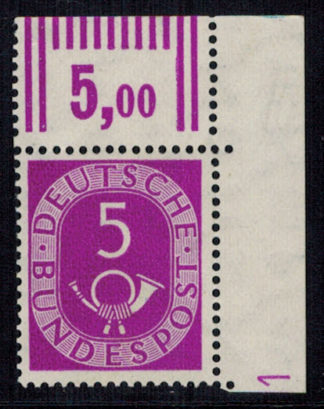 5,00
DEUTSCHE
5
BUNDESPOST
1